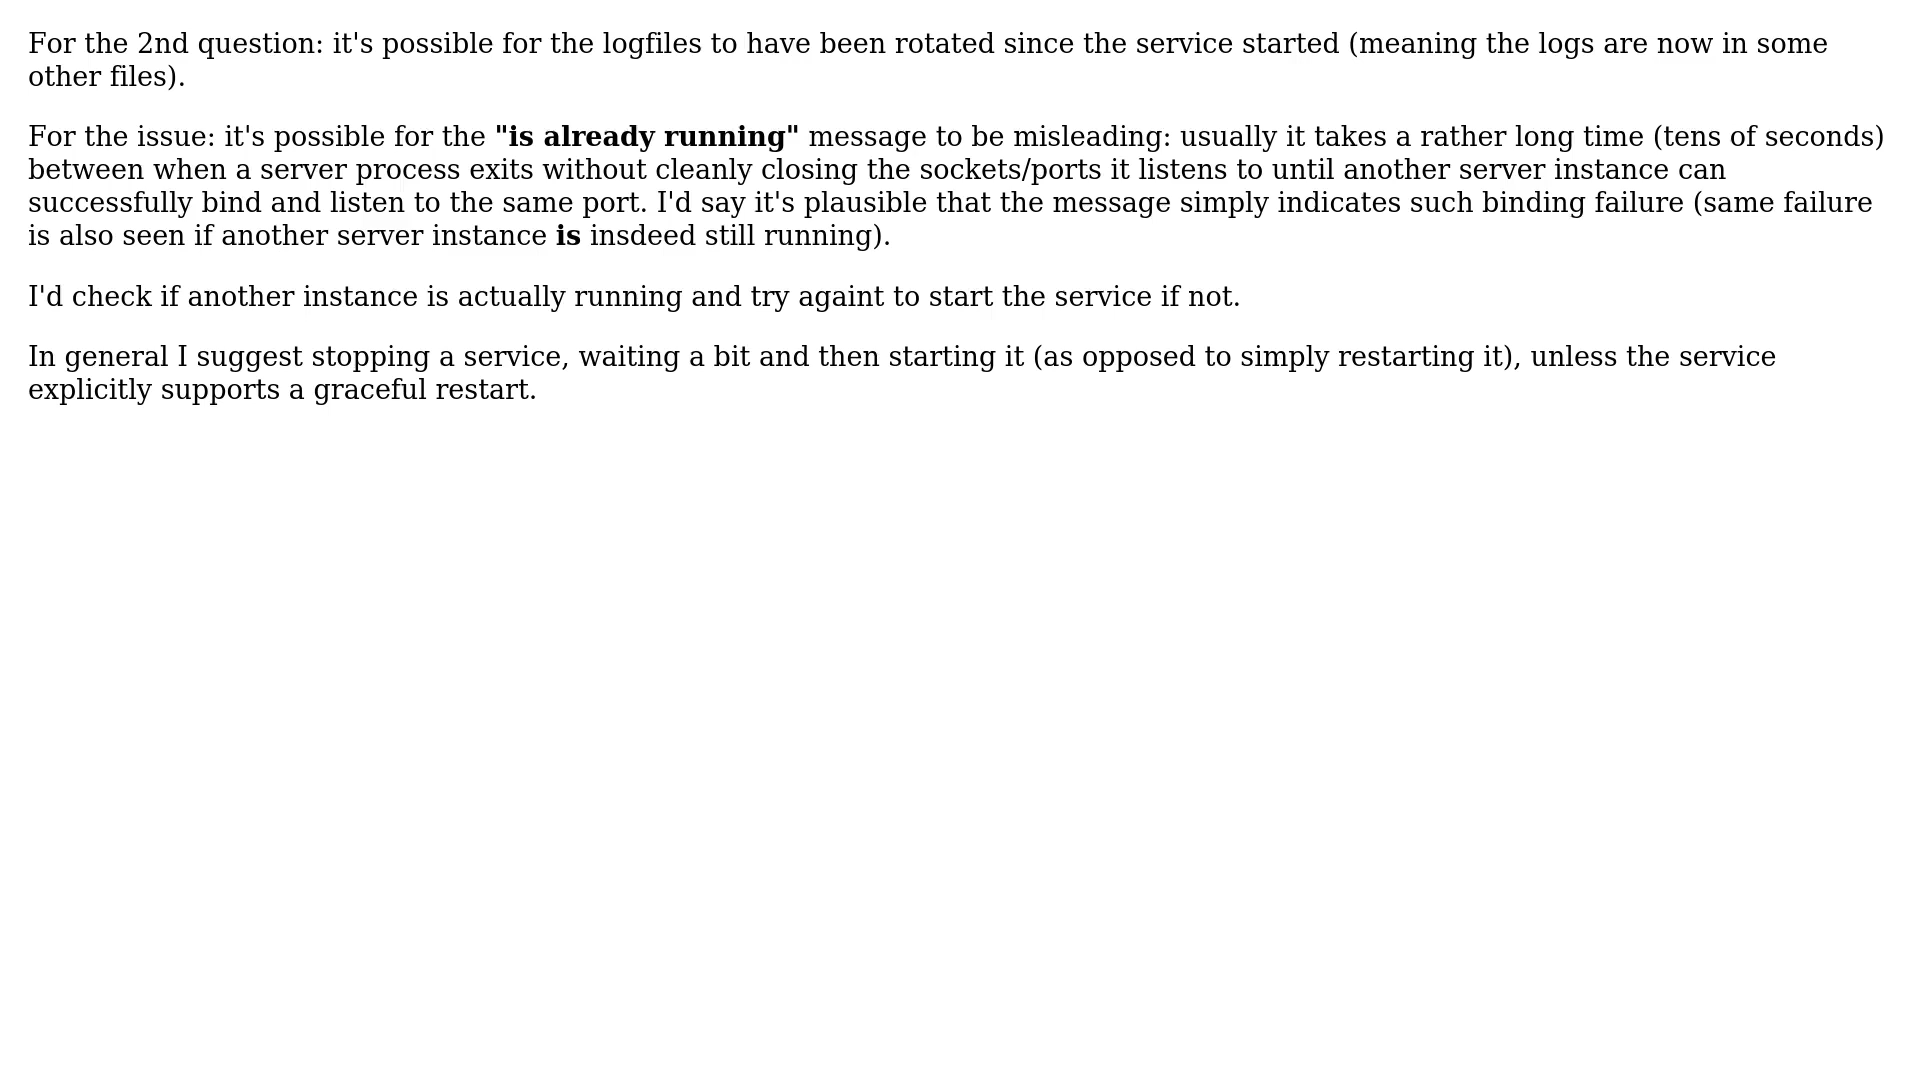 For the 2nd question: it's possible for the logfiles to have been rotated since the service started (meaning the logs are now in some
other files).
For the issue: it's possible for the "is already running" message to be misleading: usually it takes a rather long time (tens of seconds)
between when a server process exits without cleanly closing the sockets/ports it listens to until another server instance can
successfully bind and listen to the same port. I'd say it's plausible that the message simply indicates such binding failure (same failure
is also seen if another server instance is insdeed still running).
I'd check if another instance is actually running and try againt to start the service if not.
In general I suggest stopping a service, waiting a bit and then starting it (as opposed to simply restarting it), unless the service
explicitly supports a graceful restart.